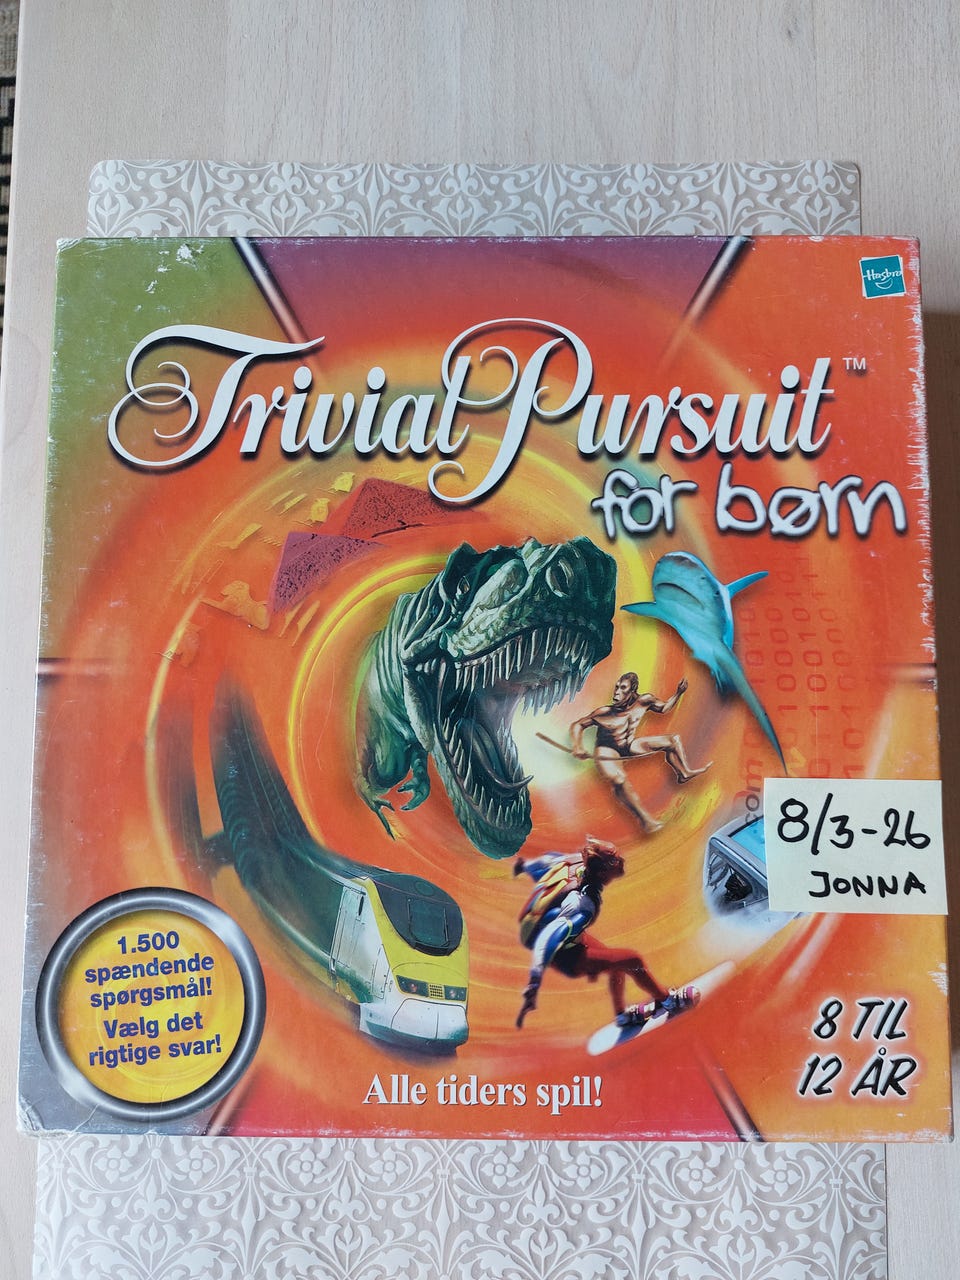 Hasbro
Trivial Pursuit™
for børn
8/3-26
JONNA
1.500
spændende
spørgsmål!
Vælg det
rigtige svar!
8 TIL
12 ÅR
Alle tiders spil!